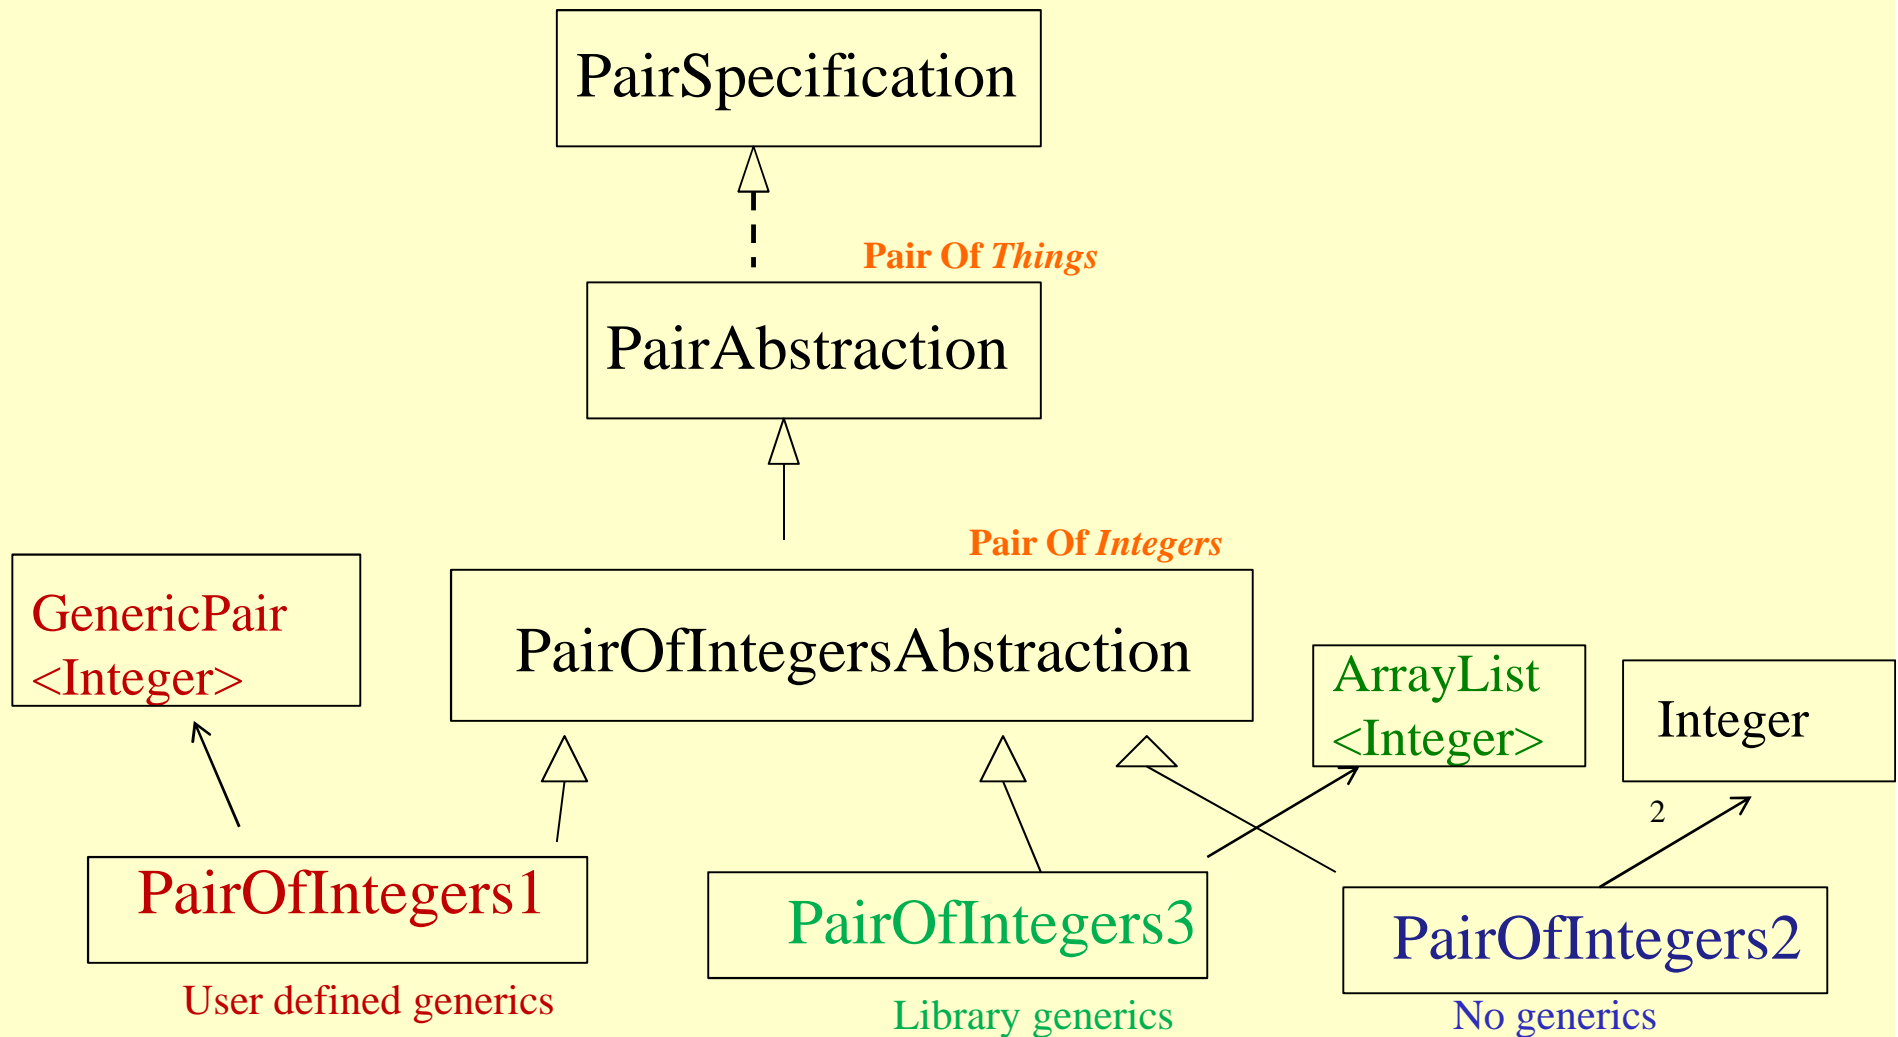 PairSpecification
Pair Of Things
PairAbstraction
Pair Of Integers
GenericPair
<Integer>
PairOfIntegersAbstraction
ArrayList
<Integer>
Integer
2
PairOfIntegers1
PairOfIntegers3
PairOfIntegers2
User defined generics
Library generics
No generics